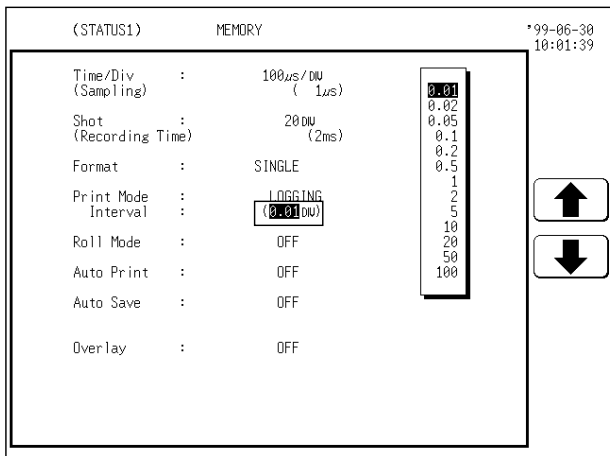 (STATUS1) MEMORY '99-06-30
10:01:39
Time/Div : 100µs/DIV
(Sampling) ( 1µs)
Shot : 20DIV
(Recording Time) (2ms)
Format : SINGLE
Print Mode : LOGGING
Interval : (0.01DIV)
Roll Mode : OFF
Auto Print : OFF
Auto Save : OFF
Overlay : OFF
0.01
0.02
0.05
0.1
0.2
0.5
1
2
5
10
20
50
100